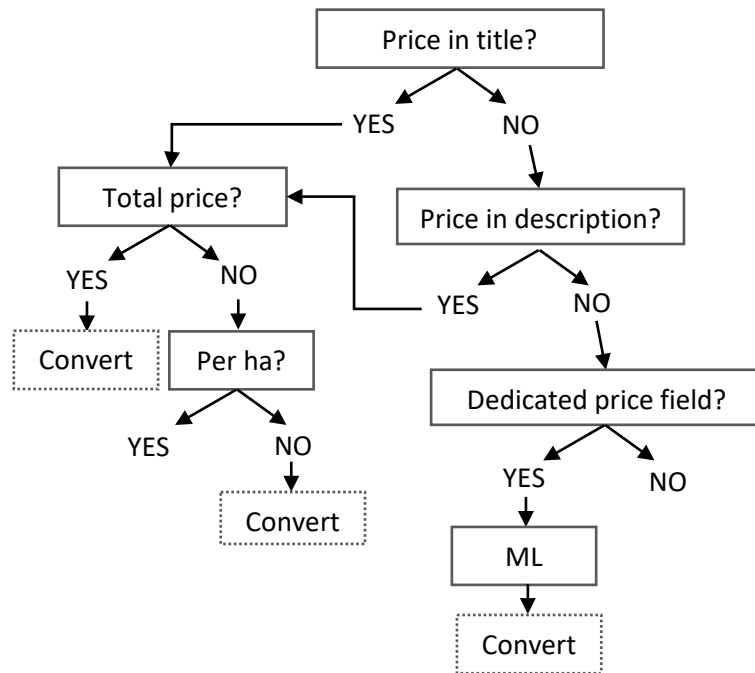 Price in title?
YES
NO
Total price?
Price in description?
YES
NO
YES
NO
Convert
Per ha?
Dedicated price field?
YES
NO
YES
NO
Convert
ML
Convert